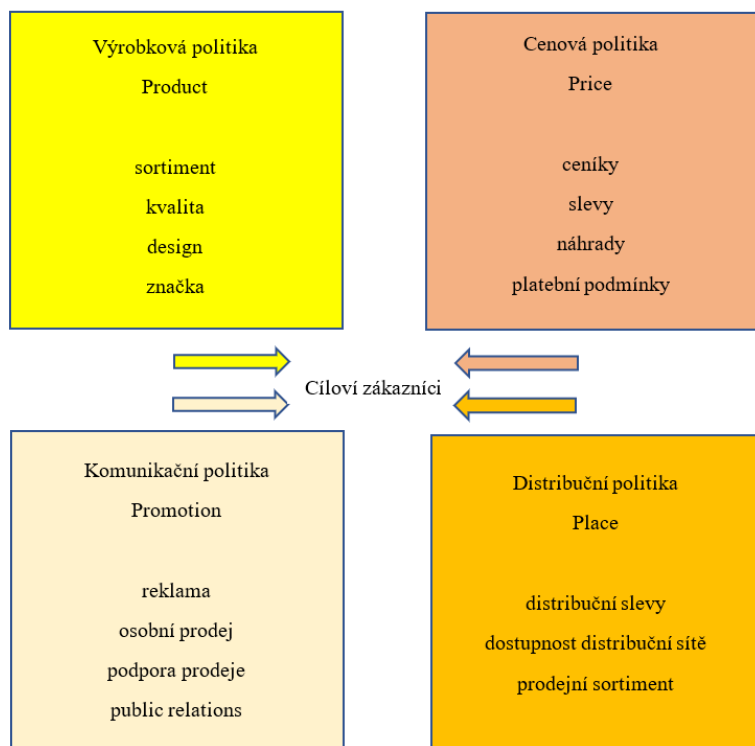 Výrobková politika
Product
sortiment
kvalita
design
značka
Cenová politika
Price
ceníky
slevy
náhrady
platební podmínky
Cíloví zákazníci
Komunikační politika
Promotion
reklama
osobní prodej
podpora prodeje
public relations
Distribuční politika
Place
distribuční slevy
dostupnost distribuční sítě
prodejní sortiment